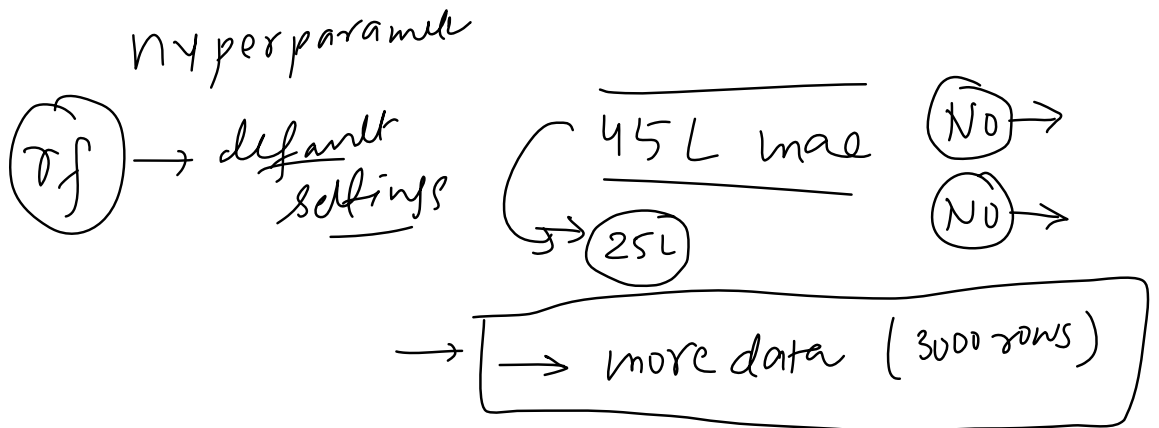 hyperparamete
rf → default settings
45L mae
No →
25L
No →
→ → more data (3000 rows)